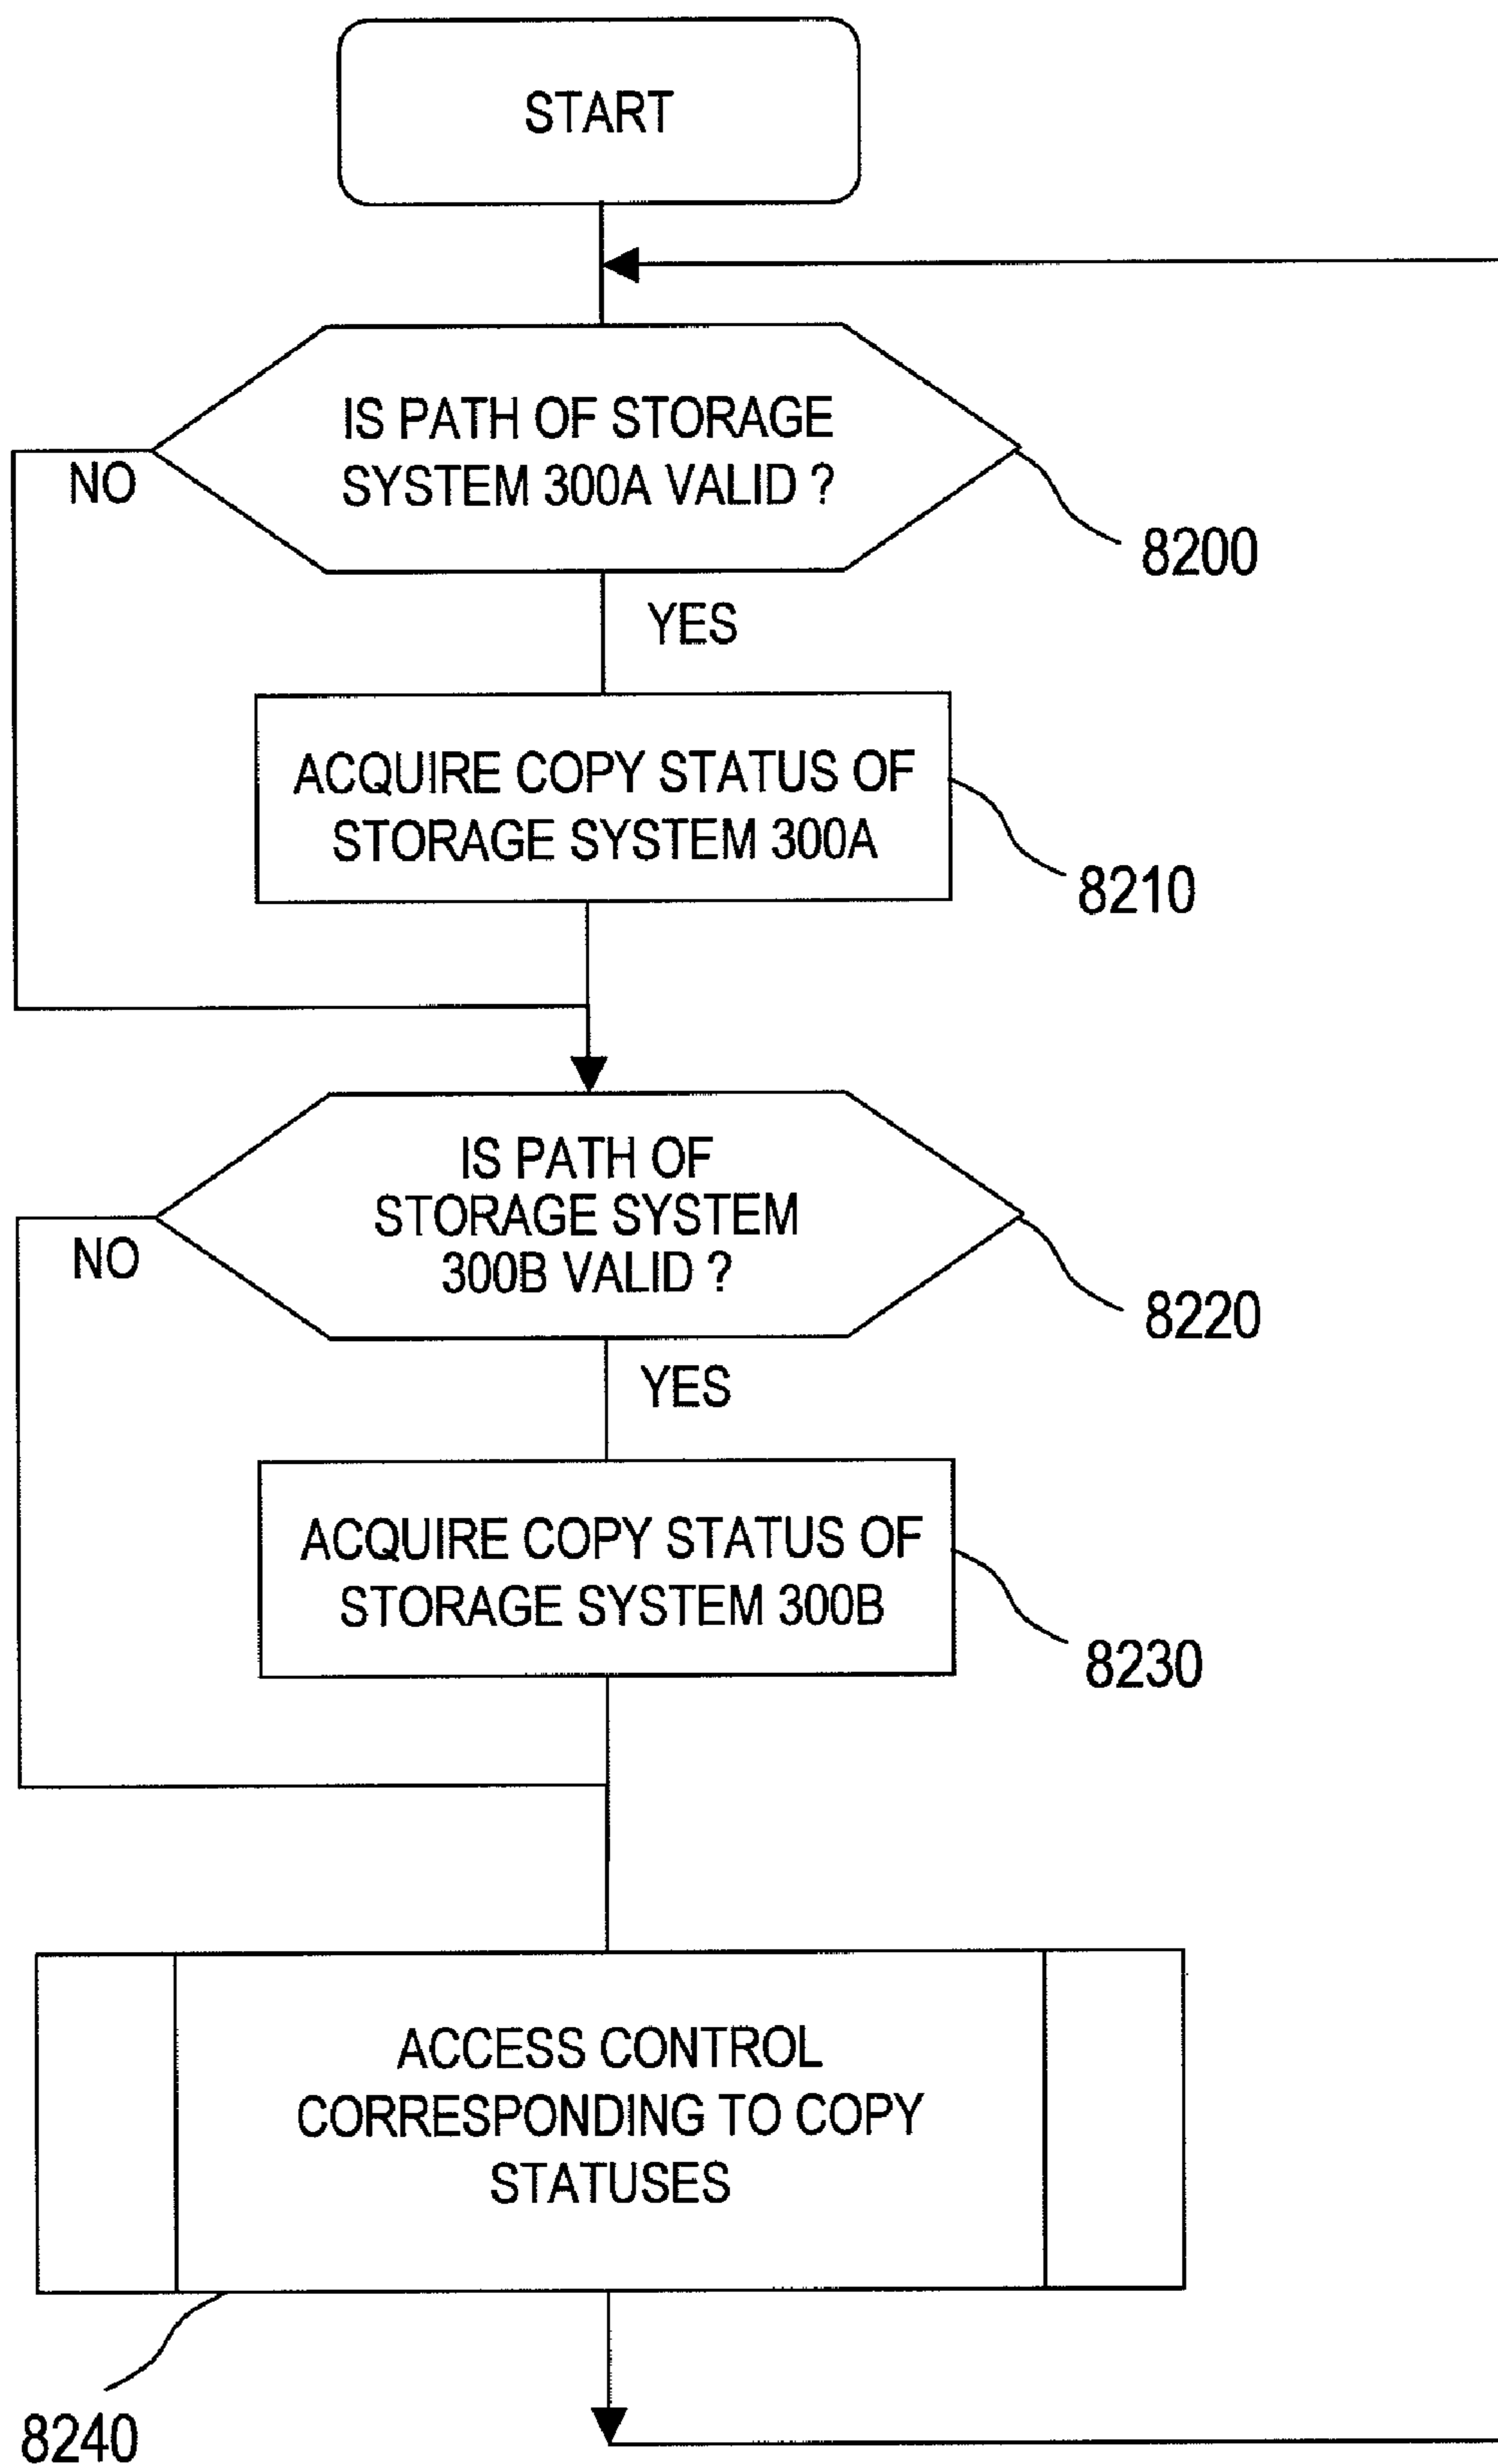 START
IS PATH OF STORAGE
SYSTEM 300A VALID ?
NO
8200
YES
ACQUIRE COPY STATUS OF
STORAGE SYSTEM 300A
8210
IS PATH OF
STORAGE SYSTEM
300B VALID ?
NO
8220
YES
ACQUIRE COPY STATUS OF
STORAGE SYSTEM 300B
8230
ACCESS CONTROL
CORRESPONDING TO COPY
STATUSES
8240